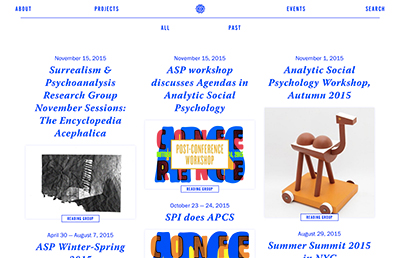 ABOUT
PROJECTS
EVENTS
SEARCH
ALL
PAST
November 15, 2015
Surrealism &
Psychoanalysis
Research Group
November Sessions:
The Encyclopedia
Acephalica
READING GROUP
April 30 — August 7, 2015
ASP Winter-Spring
2015
November 15, 2015
ASP workshop
discusses Agendas in
Analytic Social
Psychology
POST-CONFERENCE
WORKSHOP
READING GROUP
October 23 — 24, 2015
SPI does APCS
November 1, 2015
Analytic Social
Psychology Workshop,
Autumn 2015
READING GROUP
August 29, 2015
Summer Summit 2015
in NYC